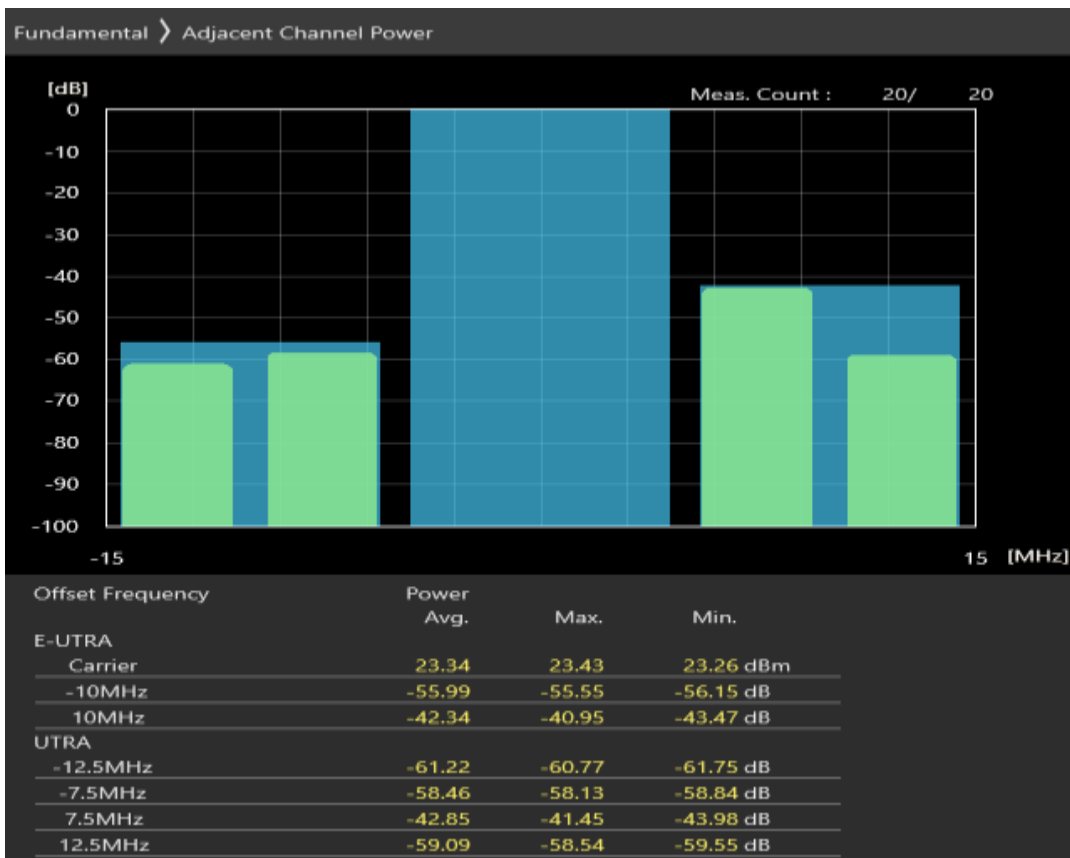 Fundamental ❯ Adjacent Channel Power
[dB]
Meas. Count : 20/ 20
0
-10
-20
-30
-40
-50
-60
-70
-80
-90
-100
-15 15 [MHz]
Offset Frequency Power
Avg. Max. Min.
E-UTRA
Carrier 23.34 23.43 23.26 dBm
-10MHz -55.99 -55.55 -56.15 dB
10MHz -42.34 -40.95 -43.47 dB
UTRA
-12.5MHz -61.22 -60.77 -61.75 dB
-7.5MHz -58.46 -58.13 -58.84 dB
7.5MHz -42.85 -41.45 -43.98 dB
12.5MHz -59.09 -58.54 -59.55 dB